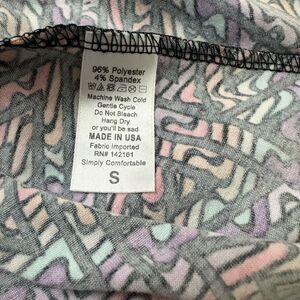 96% Polyester
4% Spandex
Machine Wash Cold
Gentle Cycle
Do Not Bleach
Hang Dry
or you'll be sad
MADE IN USA
Fabric Imported
RN# 142161
Simply Comfortable
S